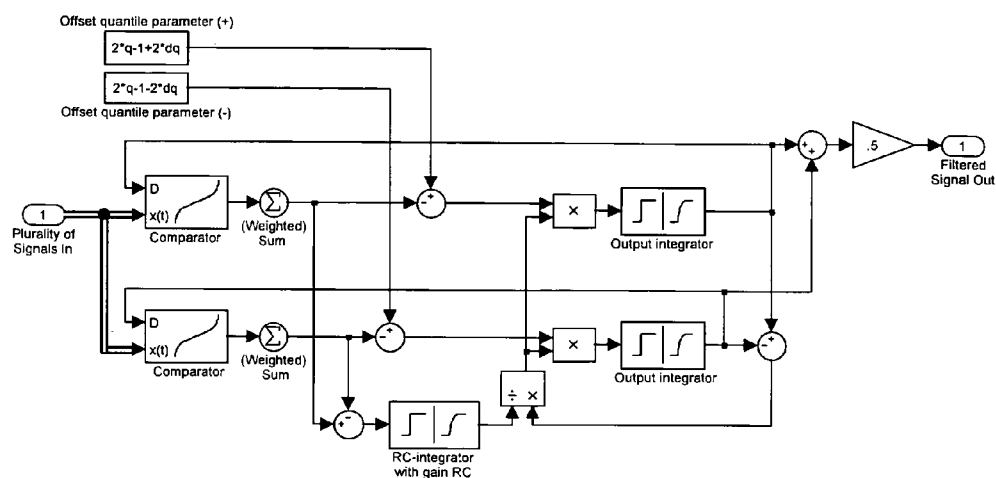 Offset quantile parameter (+)
2*q-1+2*dq
2*q-1-2*dq
Offset quantile parameter (-)
.5
1
Filtered
Signal Out
D
x(t)
Comparator
Σ
(Weighted)
Sum
- +
×
Output integrator
+
+
1
Plurality of
Signals In
D
x(t)
Comparator
Σ
(Weighted)
Sum
- +
×
Output integrator
- +
÷ ×
+ -
RC-integrator
with gain RC